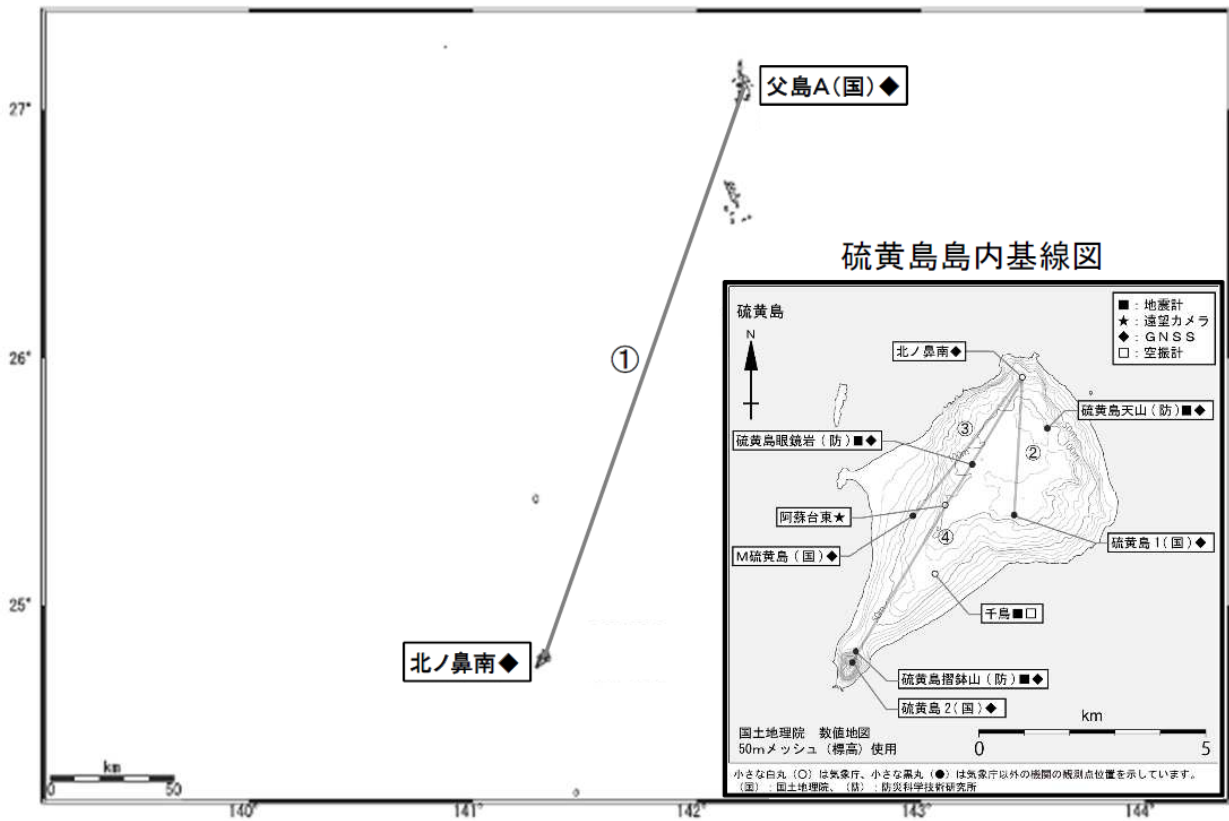 父島A(国)◆
27°
硫黄島島内基線図
硫黄島
N
■：地震計
★：遠望カメラ
◆：GNSS
□：空振計
北ノ鼻南◆
26°
①
硫黄島天山(防)■◆
③
硫黄島眼鏡岩(防)■◆
②
100m
100m
阿蘇台東★
④
硫黄島1(国)◆
M硫黄島(国)◆
25°
千鳥■□
0m
北ノ鼻南◆
硫黄島摺鉢山(防)■◆
硫黄島2(国)◆
国土地理院　数値地図
50mメッシュ(標高)使用
km
0
5
小さな白丸(○)は気象庁、小さな黒丸(●)は気象庁以外の機関の観測点位置を示しています。
(国)：国土地理院、(防)：防災科学技術研究所
km
0
50
140°
141°
142°
143°
144°